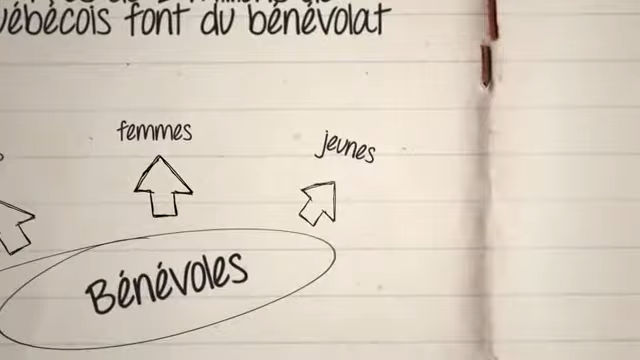 uébécois font du bénévolat
femmes
jeunes
Bénévoles